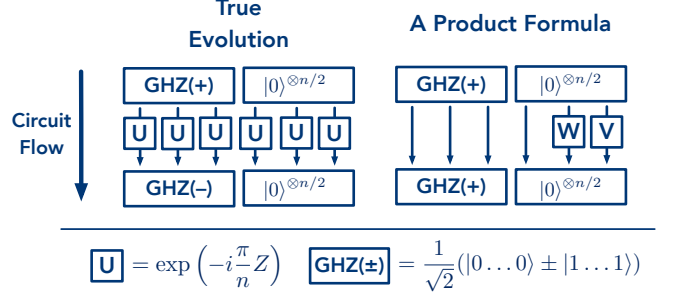 True
Evolution
A Product Formula
Circuit
Flow
GHZ(+) |0⟩^{⊗n/2}
U U U U U U
GHZ(–) |0⟩^{⊗n/2}
GHZ(+) |0⟩^{⊗n/2}
W V
GHZ(+) |0⟩^{⊗n/2}
U = exp(−i π/n Z) GHZ(±) = 1/√2 (|0…0⟩ ± |1…1⟩)